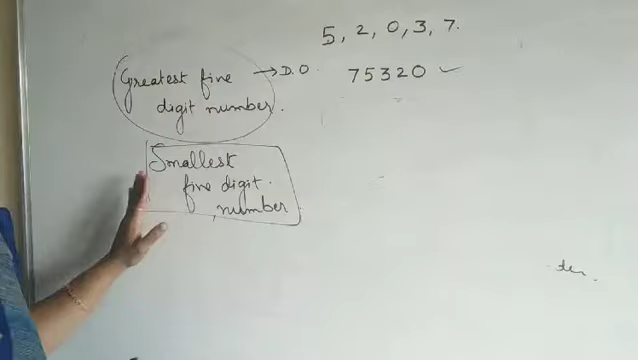 5, 2, 0, 3, 7.
Greatest five → D.O.
digit number.
75320 ✓
Smallest
five digit.
number